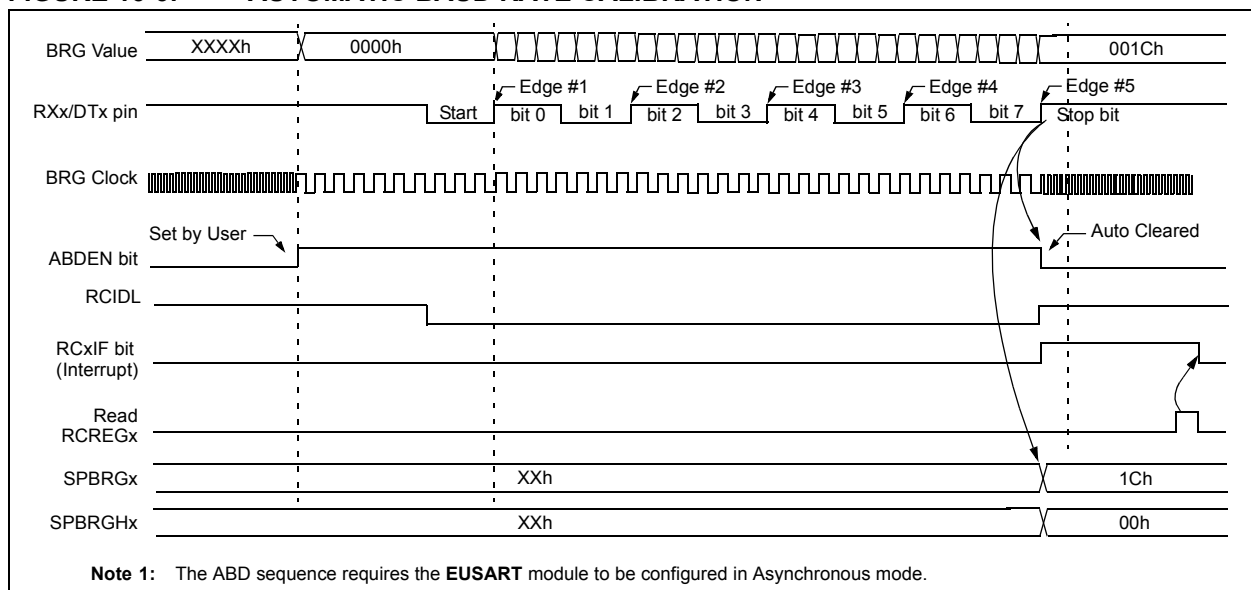 BRG Value XXXXh 0000h 001Ch
Edge #1 Edge #2 Edge #3 Edge #4 Edge #5
RXx/DTx pin Start bit 0 bit 1 bit 2 bit 3 bit 4 bit 5 bit 6 bit 7 Stop bit
BRG Clock
Set by User Auto Cleared
ABDEN bit
RCIDL
RCxIF bit
(Interrupt)
Read
RCREGx
SPBRGx XXh 1Ch
SPBRGHx XXh 00h
Note 1: The ABD sequence requires the EUSART module to be configured in Asynchronous mode.